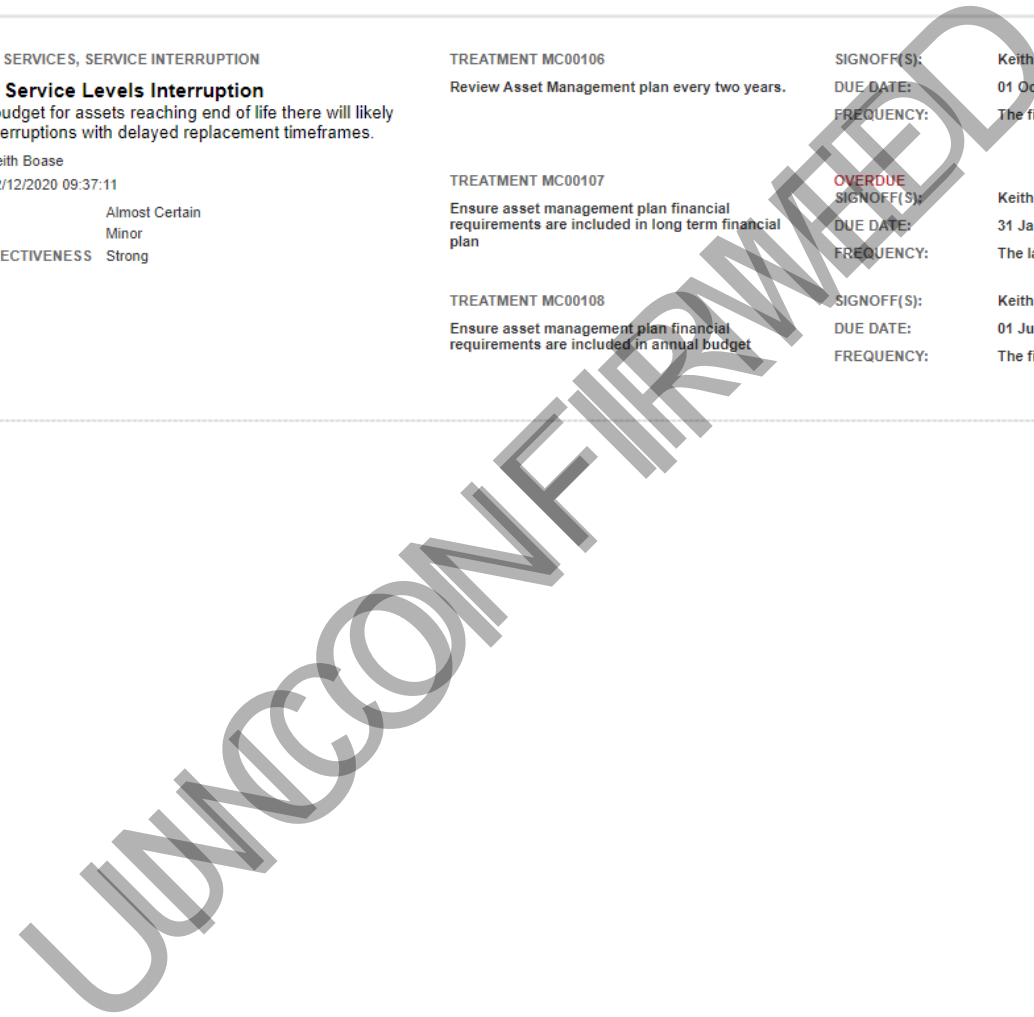 SERVICES, SERVICE INTERRUPTION
Service Levels Interruption
budget for assets reaching end of life there will likely
erruptions with delayed replacement timeframes.
eith Boase
2/12/2020 09:37:11
Almost Certain
Minor
ECTIVENESS Strong
TREATMENT MC00106
Review Asset Management plan every two years.
SIGNOFF(S): Keith
DUE DATE: 01 Oc
FREQUENCY: The fi
TREATMENT MC00107
Ensure asset management plan financial
requirements are included in long term financial
plan
OVERDUE
SIGNOFF(S): Keith
DUE DATE: 31 Ja
FREQUENCY: The la
TREATMENT MC00108
Ensure asset management plan financial
requirements are included in annual budget
SIGNOFF(S): Keith
DUE DATE: 01 Ju
FREQUENCY: The fi